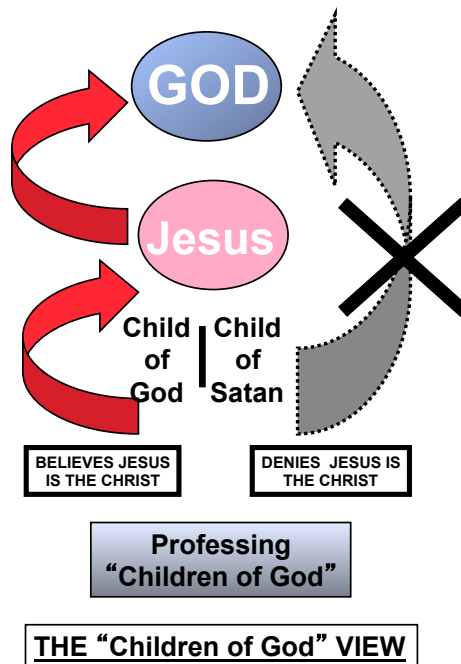 GOD
Jesus
Child
of
God
Child
of
Satan
BELIEVES JESUS
IS THE CHRIST
DENIES JESUS IS
THE CHRIST
Professing
“Children of God”
THE “Children of God” VIEW